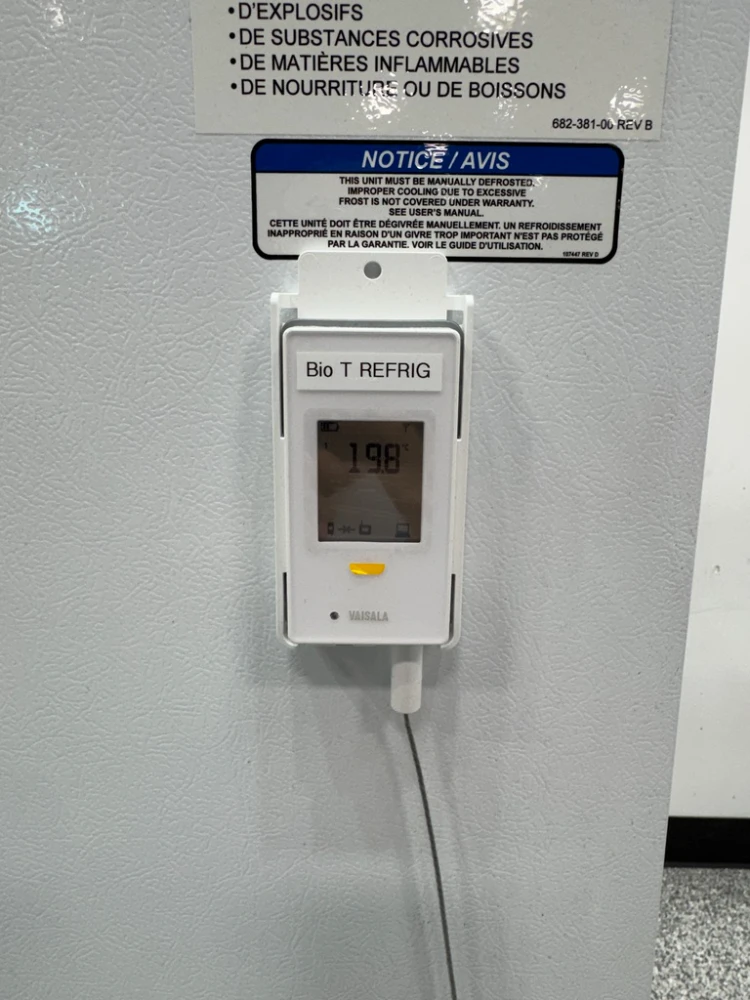 •D'EXPLOSIFS
•DE SUBSTANCES CORROSIVES
•DE MATIÈRES INFLAMMABLES
•DE NOURRITURE OU DE BOISSONS
682-381-00 REV B
NOTICE / AVIS
THIS UNIT MUST BE MANUALLY DEFROSTED.
IMPROPER COOLING DUE TO EXCESSIVE
FROST IS NOT COVERED UNDER WARRANTY.
SEE USER'S MANUAL.
CETTE UNITÉ DOIT ÊTRE DÉGIVRÉE MANUELLEMENT. UN REFROIDISSEMENT
INAPPROPRIÉ EN RAISON D'UN GIVRE TROP IMPORTANT N'EST PAS PROTÉGÉ
PAR LA GARANTIE. VOIR LE GUIDE D'UTILISATION.
107447 REV D
Bio T REFRIG
1
19.8 °C
VAISALA